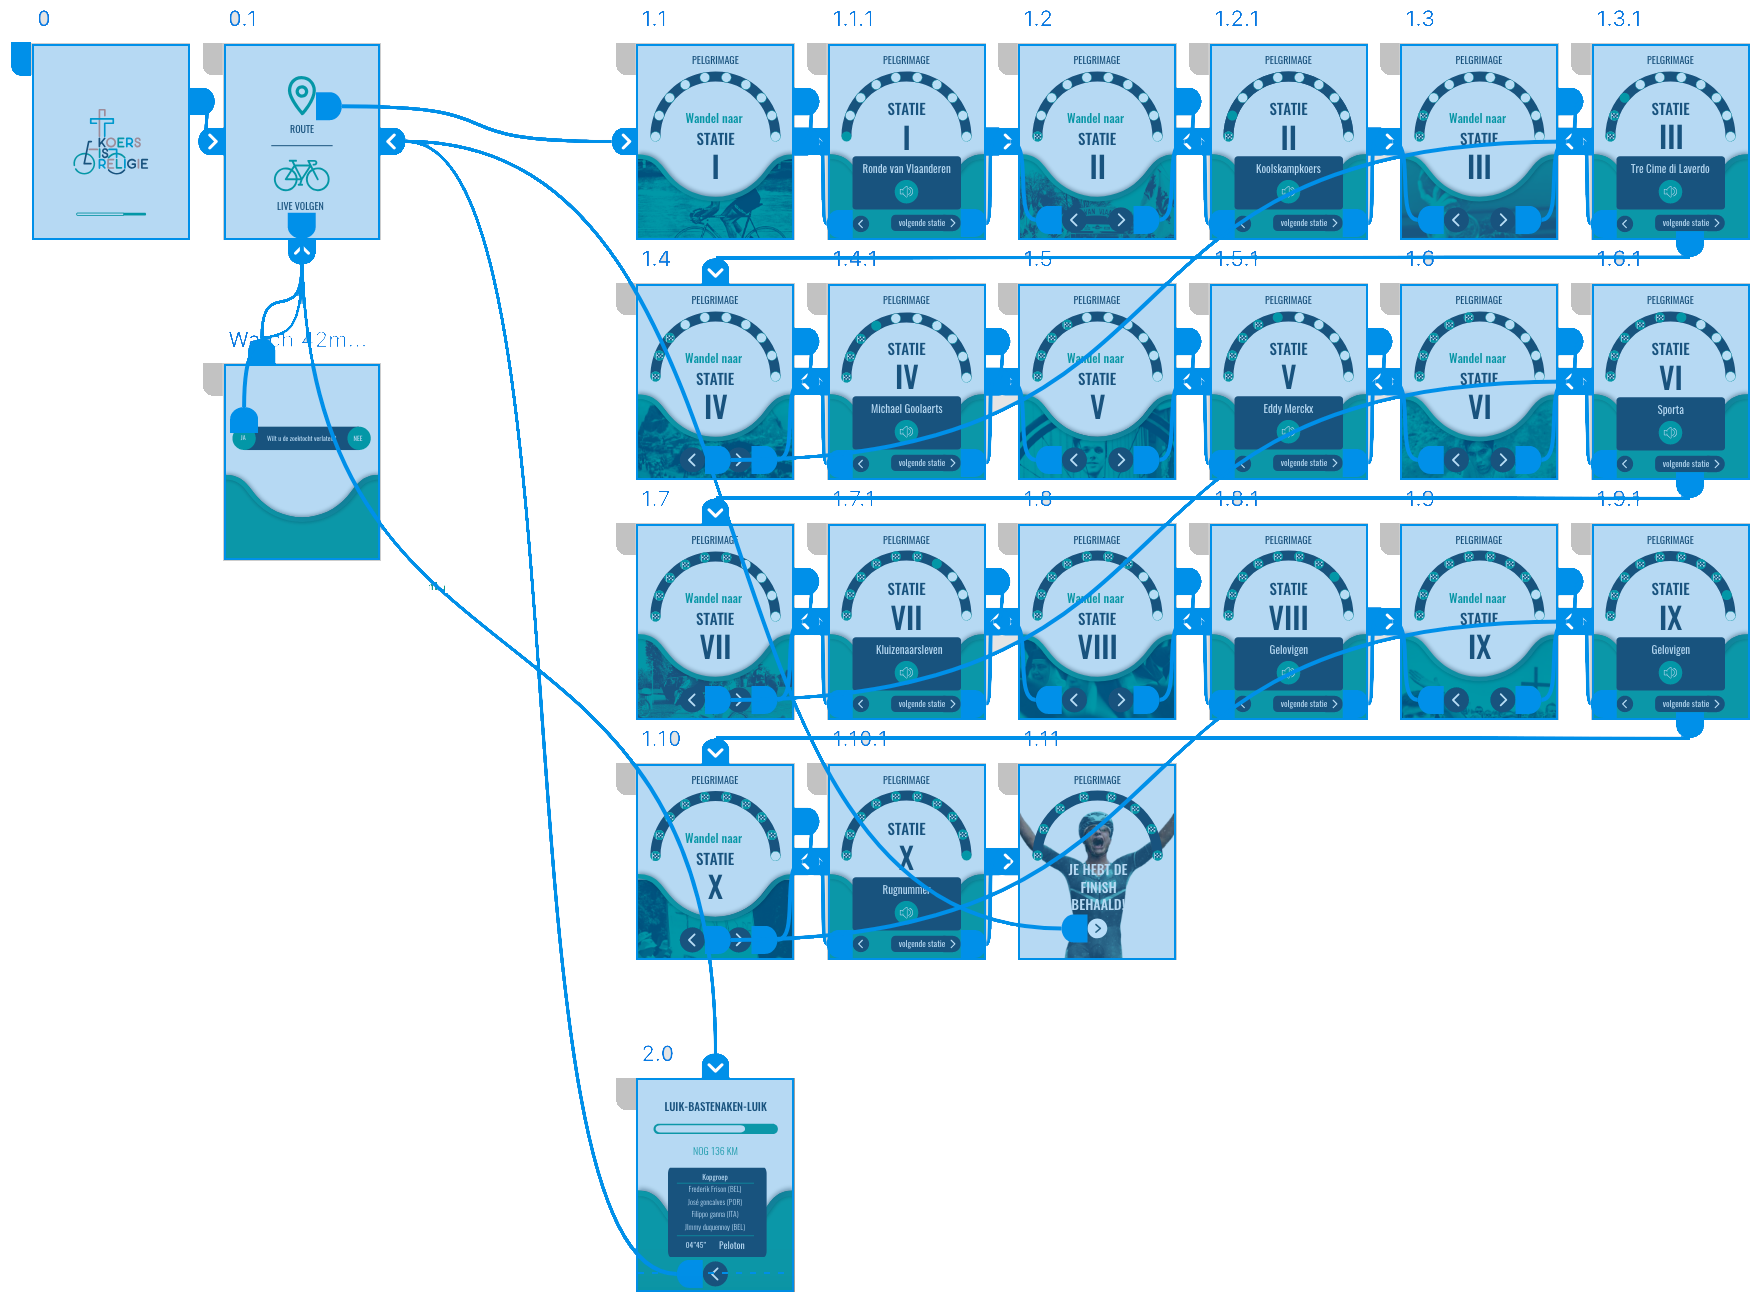 0
0.1
1.1
1.1.1
1.2
1.2.1
1.3
1.3.1
KOERS
IS
RELIGIE
ROUTE
LIVE VOLGEN
PELGRIMAGE
Wandel naar
STATIE
I
PELGRIMAGE
STATIE
I
Ronde van Vlaanderen
volgende statie
PELGRIMAGE
Wandel naar
STATIE
II
PELGRIMAGE
STATIE
II
Koolskampkoers
volgende statie
PELGRIMAGE
Wandel naar
STATIE
III
PELGRIMAGE
STATIE
III
Tre Cime di Laverdo
volgende statie
1.4
1.4.1
1.5
1.5.1
1.6
1.6.1
Watch 42m...
JA
Wilt u de zoektocht verlaten?
NEE
PELGRIMAGE
Wandel naar
STATIE
IV
PELGRIMAGE
STATIE
IV
Michael Goolaerts
volgende statie
PELGRIMAGE
Wandel naar
STATIE
V
PELGRIMAGE
STATIE
V
Eddy Merckx
volgende statie
PELGRIMAGE
Wandel naar
STATIE
VI
PELGRIMAGE
STATIE
VI
Sporta
volgende statie
1.7
1.7.1
1.8
1.8.1
1.9
1.9.1
PELGRIMAGE
Wandel naar
STATIE
VII
PELGRIMAGE
STATIE
VII
Kluizenaarsleven
volgende statie
PELGRIMAGE
Wandel naar
STATIE
VIII
PELGRIMAGE
STATIE
VIII
Gelovigen
volgende statie
PELGRIMAGE
Wandel naar
STATIE
IX
PELGRIMAGE
STATIE
IX
Gelovigen
volgende statie
1.10
1.10.1
1.11
PELGRIMAGE
Wandel naar
STATIE
X
PELGRIMAGE
STATIE
X
Rugnummer
volgende statie
PELGRIMAGE
JE HEBT DE
FINISH
BEHAALD!
2.0
LUIK-BASTENAKEN-LUIK
NOG 136 KM
Kopgroep
Frederik Frison (BEL)
José goncalves (POR)
Filippo ganna (ITA)
Jimmy duquennoy (BEL)
04"45" Peloton